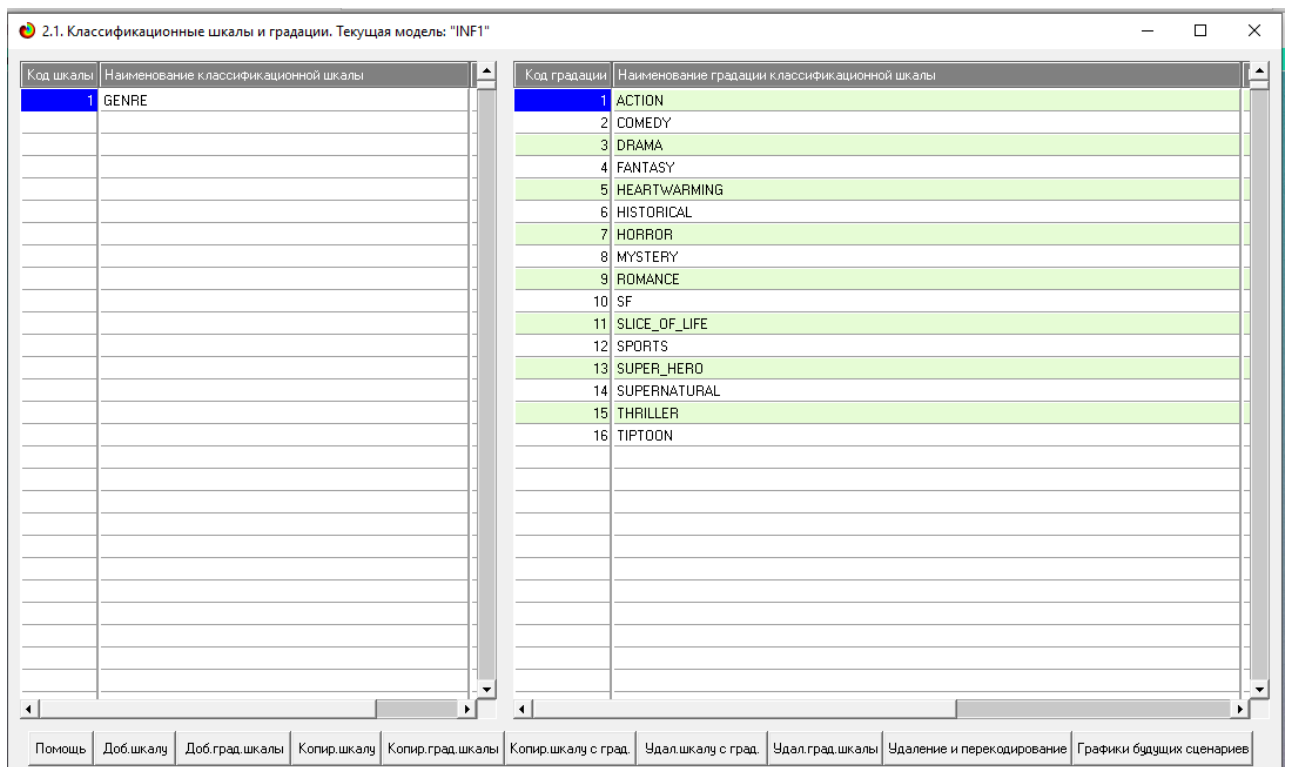 2.1. Классификационные шкалы и градации. Текущая модель: "INF1"
Код шкалы Наименование классификационной шкалы
1 GENRE
Код градации Наименование градации классификационной шкалы
1 ACTION
2 COMEDY
3 DRAMA
4 FANTASY
5 HEARTWARMING
6 HISTORICAL
7 HORROR
8 MYSTERY
9 ROMANCE
10 SF
11 SLICE_OF_LIFE
12 SPORTS
13 SUPER_HERO
14 SUPERNATURAL
15 THRILLER
16 TIPTOON
Помощь Доб.шкалу Доб.град.шкалы Копир.шкалу Копир.град.шкалы Копир.шкалу с град. Удал.шкалу с град. Удал.град.шкалы Удаление и перекодирование Графики будущих сценариев